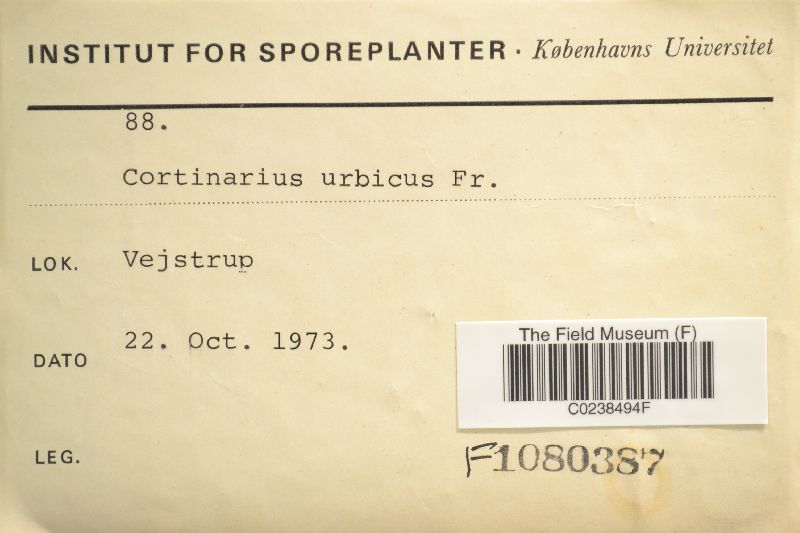 INSTITUT FOR SPOREPLANTER · Københavns Universitet
88.
Cortinarius urbicus Fr.
LOK. Vejstrup
DATO 22. Oct. 1973.
The Field Museum (F)
C0238494F
LEG.
F1080387